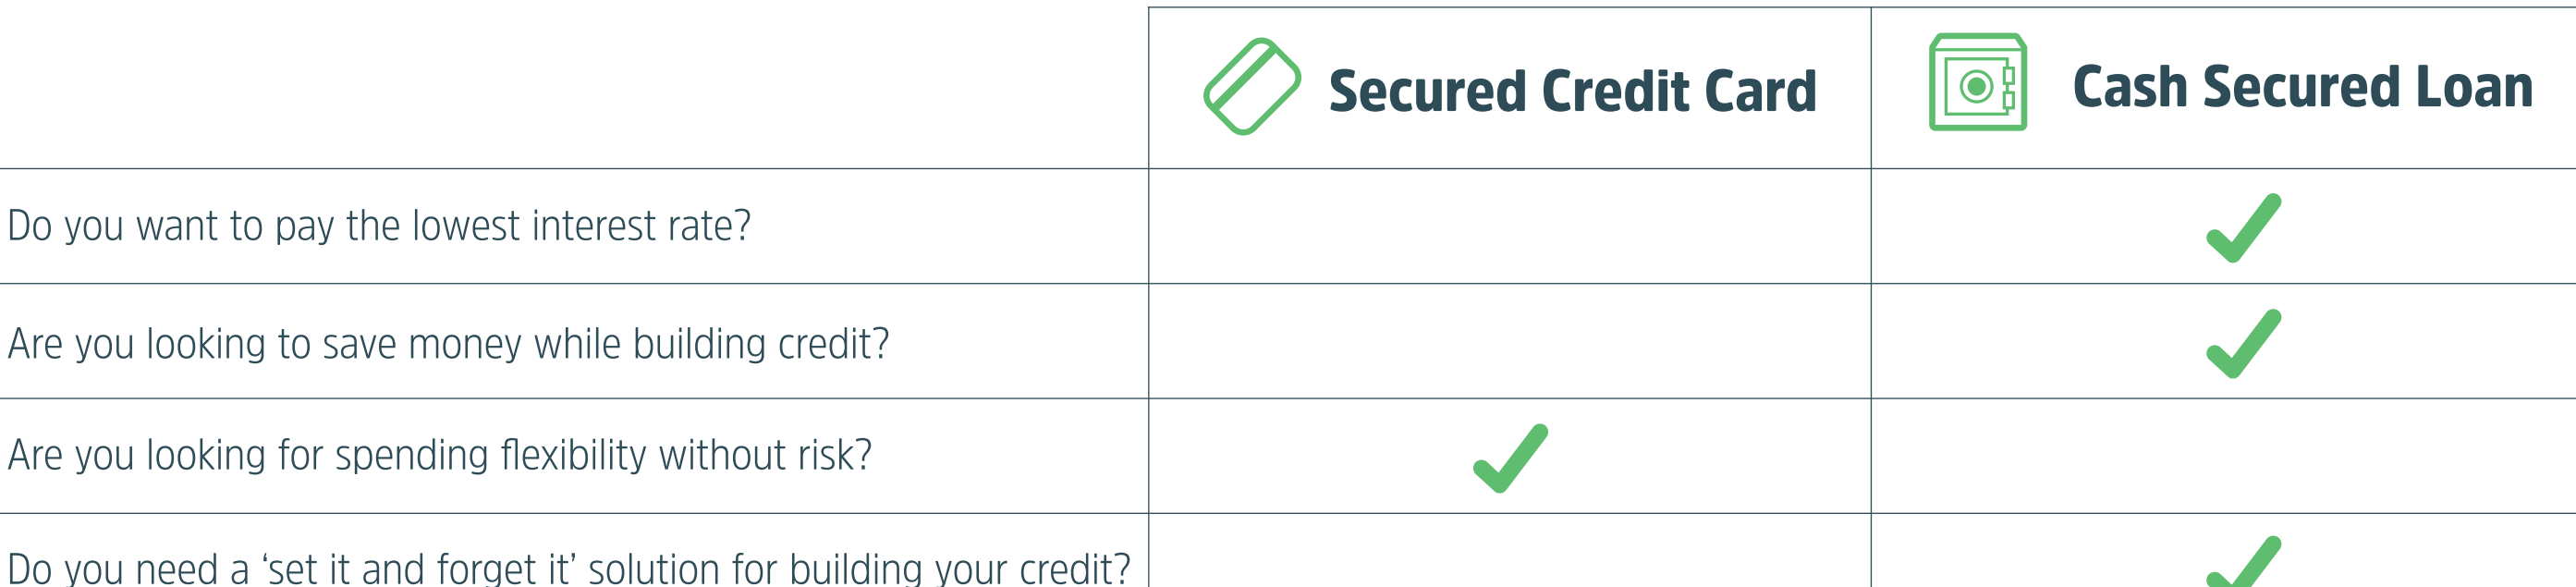 Secured Credit Card
Cash Secured Loan
Do you want to pay the lowest interest rate?
Are you looking to save money while building credit?
Are you looking for spending flexibility without risk?
Do you need a ‘set it and forget it’ solution for building your credit?